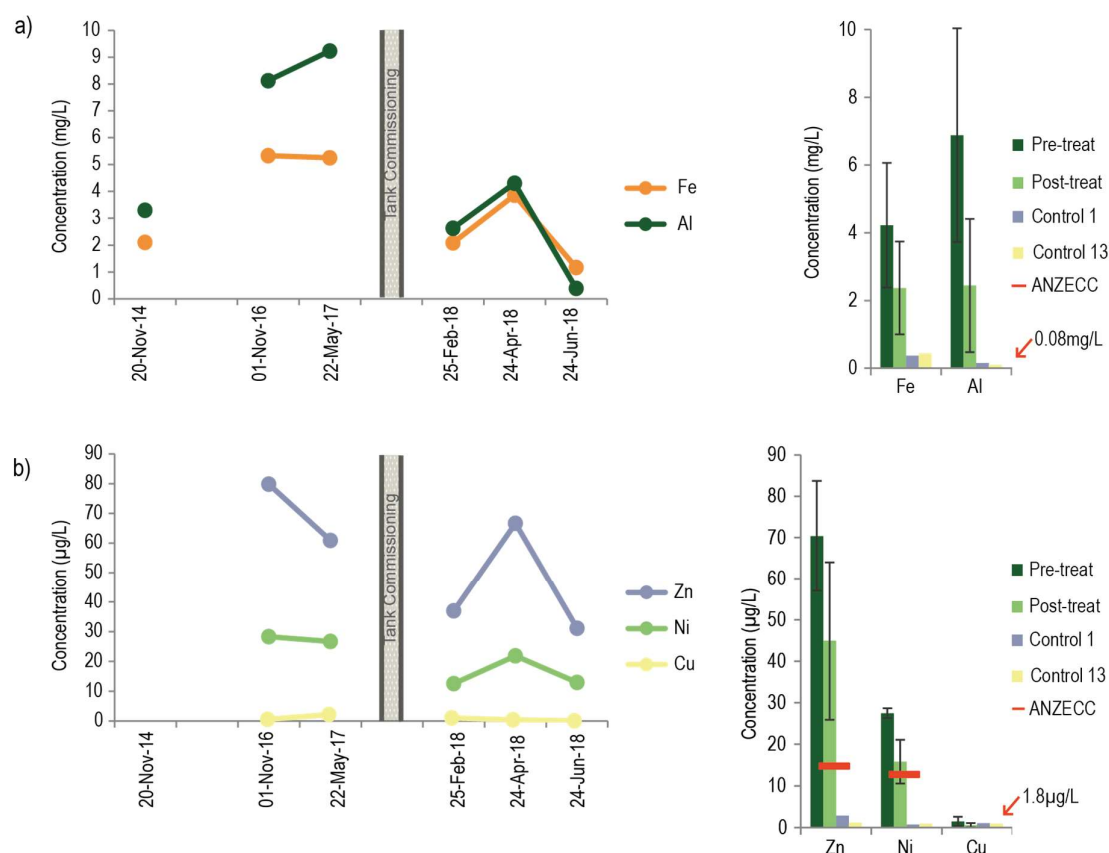 a)
10
9
8
7
6
5
4
3
2
1
0
Concentration (mg/L)
Tank Commissioning
20-Nov-14
01-Nov-16
22-May-17
25-Feb-18
24-Apr-18
24-Jun-18
Fe
Al
10
8
6
4
2
0
Concentration (mg/L)
Fe
Al
Pre-treat
Post-treat
Control 1
Control 13
ANZECC
0.08mg/L
b)
90
80
70
60
50
40
30
20
10
0
Concentration (µg/L)
Tank Commissioning
20-Nov-14
01-Nov-16
22-May-17
25-Feb-18
24-Apr-18
24-Jun-18
Zn
Ni
Cu
90
80
70
60
50
40
30
20
10
0
Concentration (µg/L)
Zn
Ni
Cu
Pre-treat
Post-treat
Control 1
Control 13
ANZECC
1.8µg/L